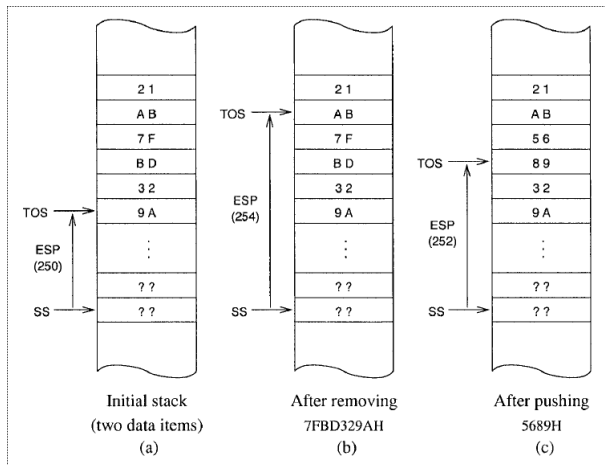 21
AB
7F
BD
32
9A
⋮
??
??
TOS
ESP
(250)
SS
Initial stack
(two data items)
(a)
21
AB
7F
BD
32
9A
⋮
??
??
TOS
ESP
(254)
SS
After removing
7FBD329AH
(b)
21
AB
56
89
32
9A
⋮
??
??
TOS
ESP
(252)
SS
After pushing
5689H
(c)